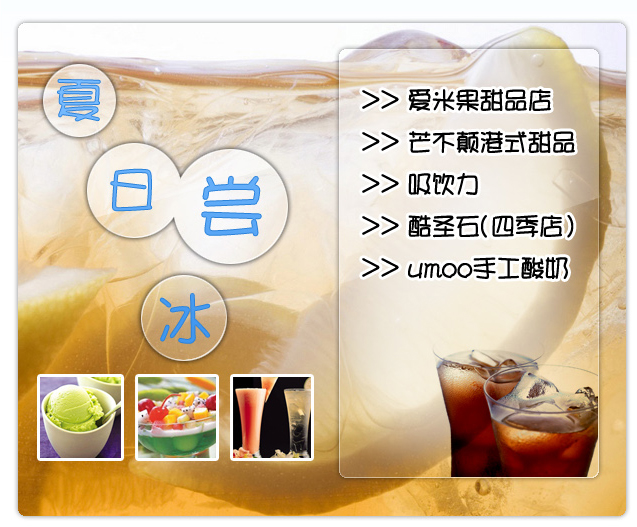 夏
日
尝
冰
>> 爱米果甜品店
>> 芒不颠港式甜品
>> 吸饮力
>> 酷圣石(四季店)
>> umoo手工酸奶